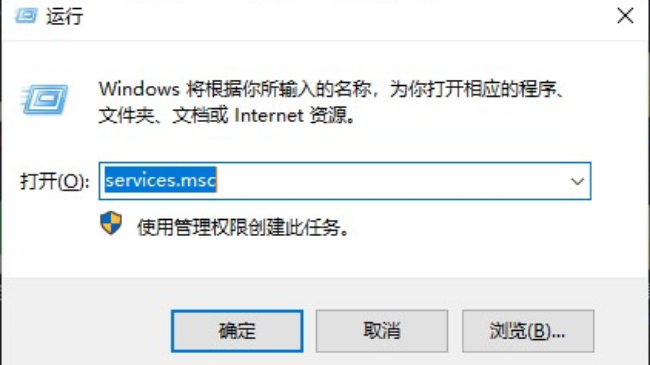 运行
Windows 将根据你所输入的名称，为你打开相应的程序、
文件夹、文档或 Internet 资源。
打开(O): services.msc
使用管理权限创建此任务。
确定 取消 浏览(B)...